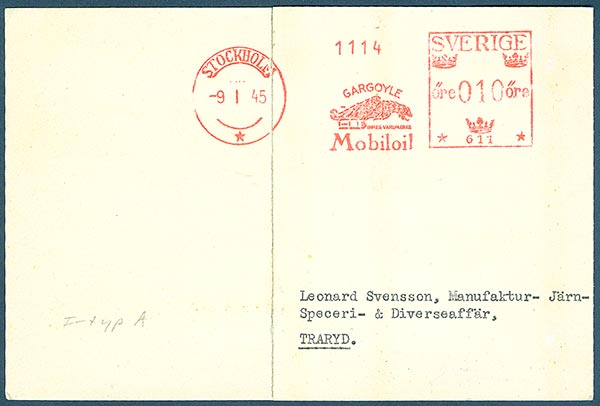 1114
STOCKHOLM
-9 I 45
GARGOYLE
Mobiloil
SVERIGE
öre 010 öre
* 611 *
Leonard Svensson, Manufaktur- Järn-
Speceri- & Diverseaffär,
TRARYD.
I-typ A